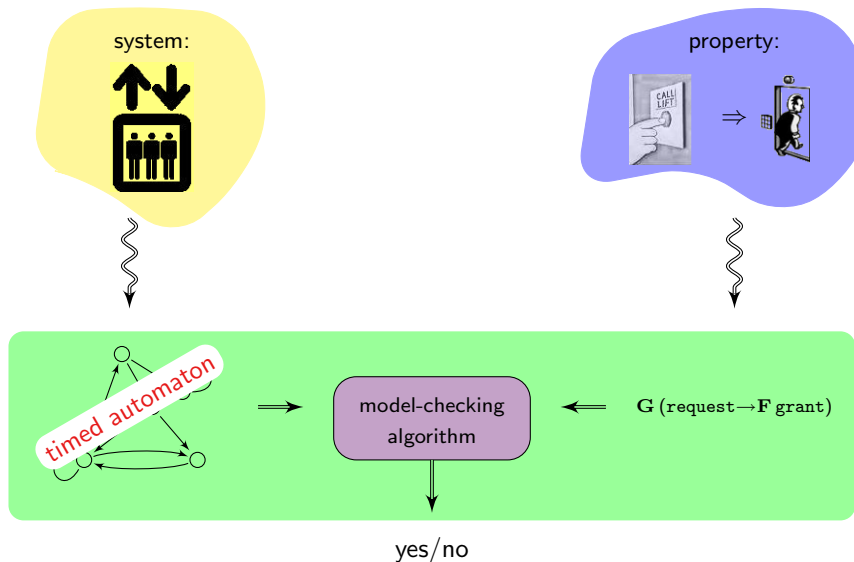 system:
property:
CALL
LIFT
⇒
timed automaton
model-checking
algorithm
G (request→F grant)
yes/no